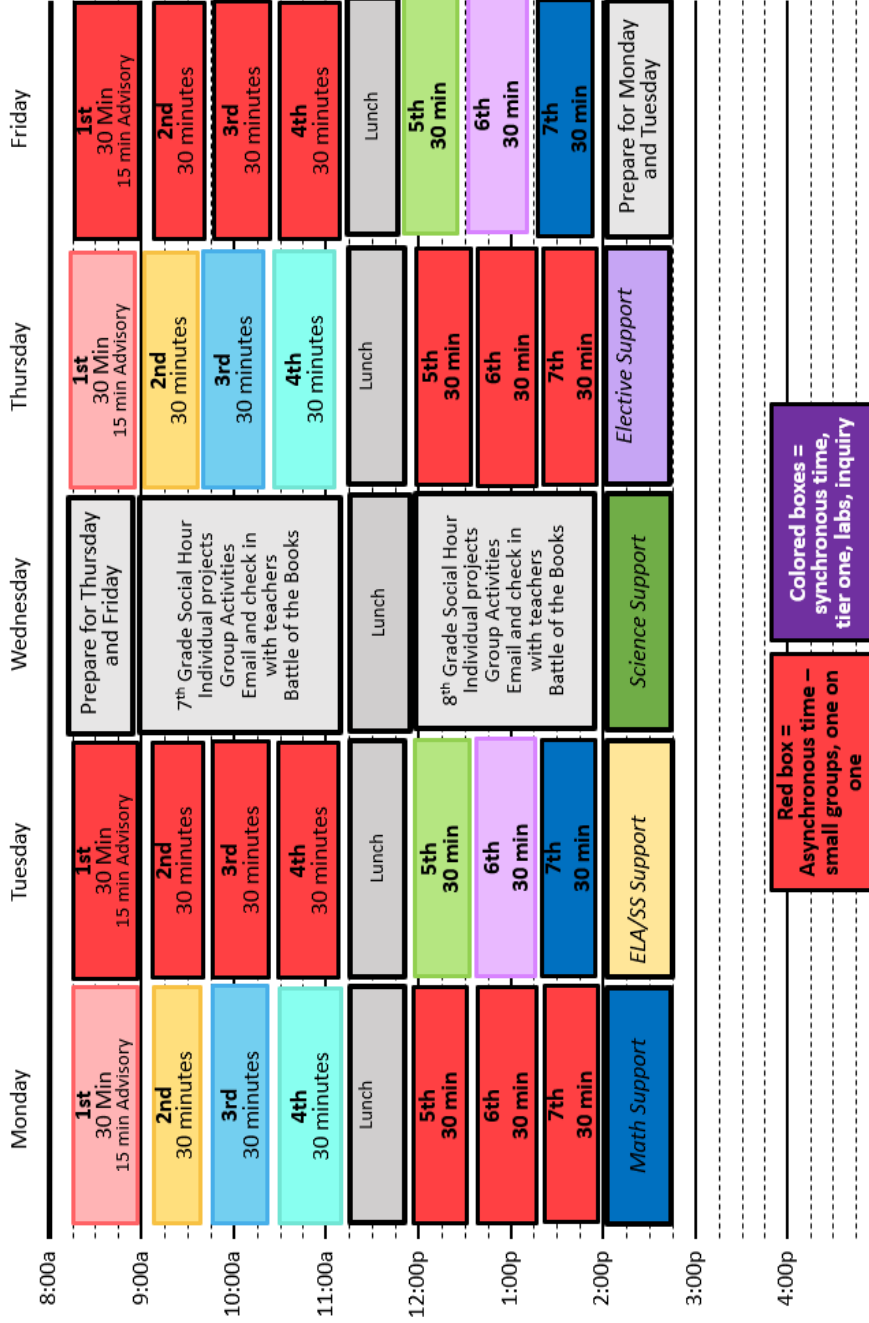 Monday
Tuesday
Wednesday
Thursday
Friday
8:00a
9:00a
10:00a
11:00a
12:00p
1:00p
2:00p
3:00p
4:00p
1st
30 Min
15 min Advisory
2nd
30 minutes
3rd
30 minutes
4th
30 minutes
Lunch
5th
30 min
6th
30 min
7th
30 min
Math Support
1st
30 Min
15 min Advisory
2nd
30 minutes
3rd
30 minutes
4th
30 minutes
Lunch
5th
30 min
6th
30 min
7th
30 min
ELA/SS Support
Prepare for Thursday
and Friday
7th Grade Social Hour
Individual projects
Group Activities
Email and check in
with teachers
Battle of the Books
Lunch
8th Grade Social Hour
Individual projects
Group Activities
Email and check in
with teachers
Battle of the Books
Science Support
1st
30 Min
15 min Advisory
2nd
30 minutes
3rd
30 minutes
4th
30 minutes
Lunch
5th
30 min
6th
30 min
7th
30 min
Elective Support
1st
30 Min
15 min Advisory
2nd
30 minutes
3rd
30 minutes
4th
30 minutes
Lunch
5th
30 min
6th
30 min
7th
30 min
Prepare for Monday
and Tuesday
Red box =
Asynchronous time –
small groups, one on
one
Colored boxes =
synchronous time,
tier one, labs, inquiry